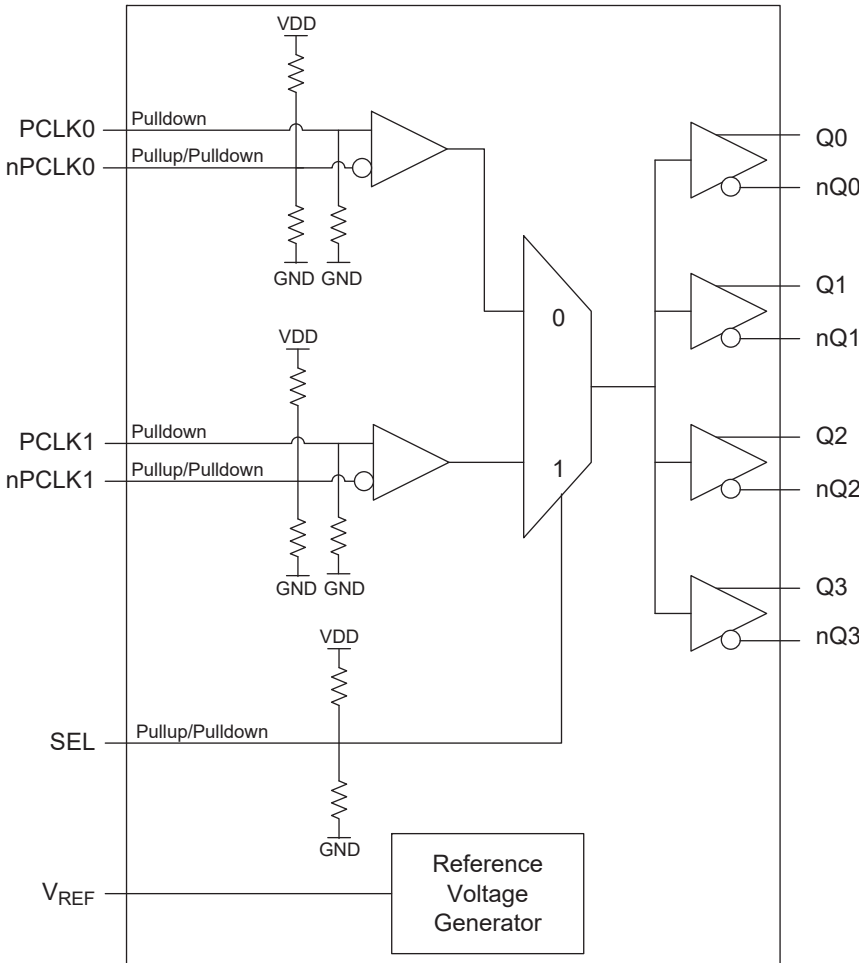 VDD
PCLK0
Pulldown
nPCLK0
Pullup/Pulldown
GND
GND
Q0
nQ0
0
Q1
nQ1
VDD
PCLK1
Pulldown
nPCLK1
Pullup/Pulldown
1
GND
GND
Q2
nQ2
Q3
nQ3
VDD
SEL
Pullup/Pulldown
GND
VREF
Reference
Voltage
Generator